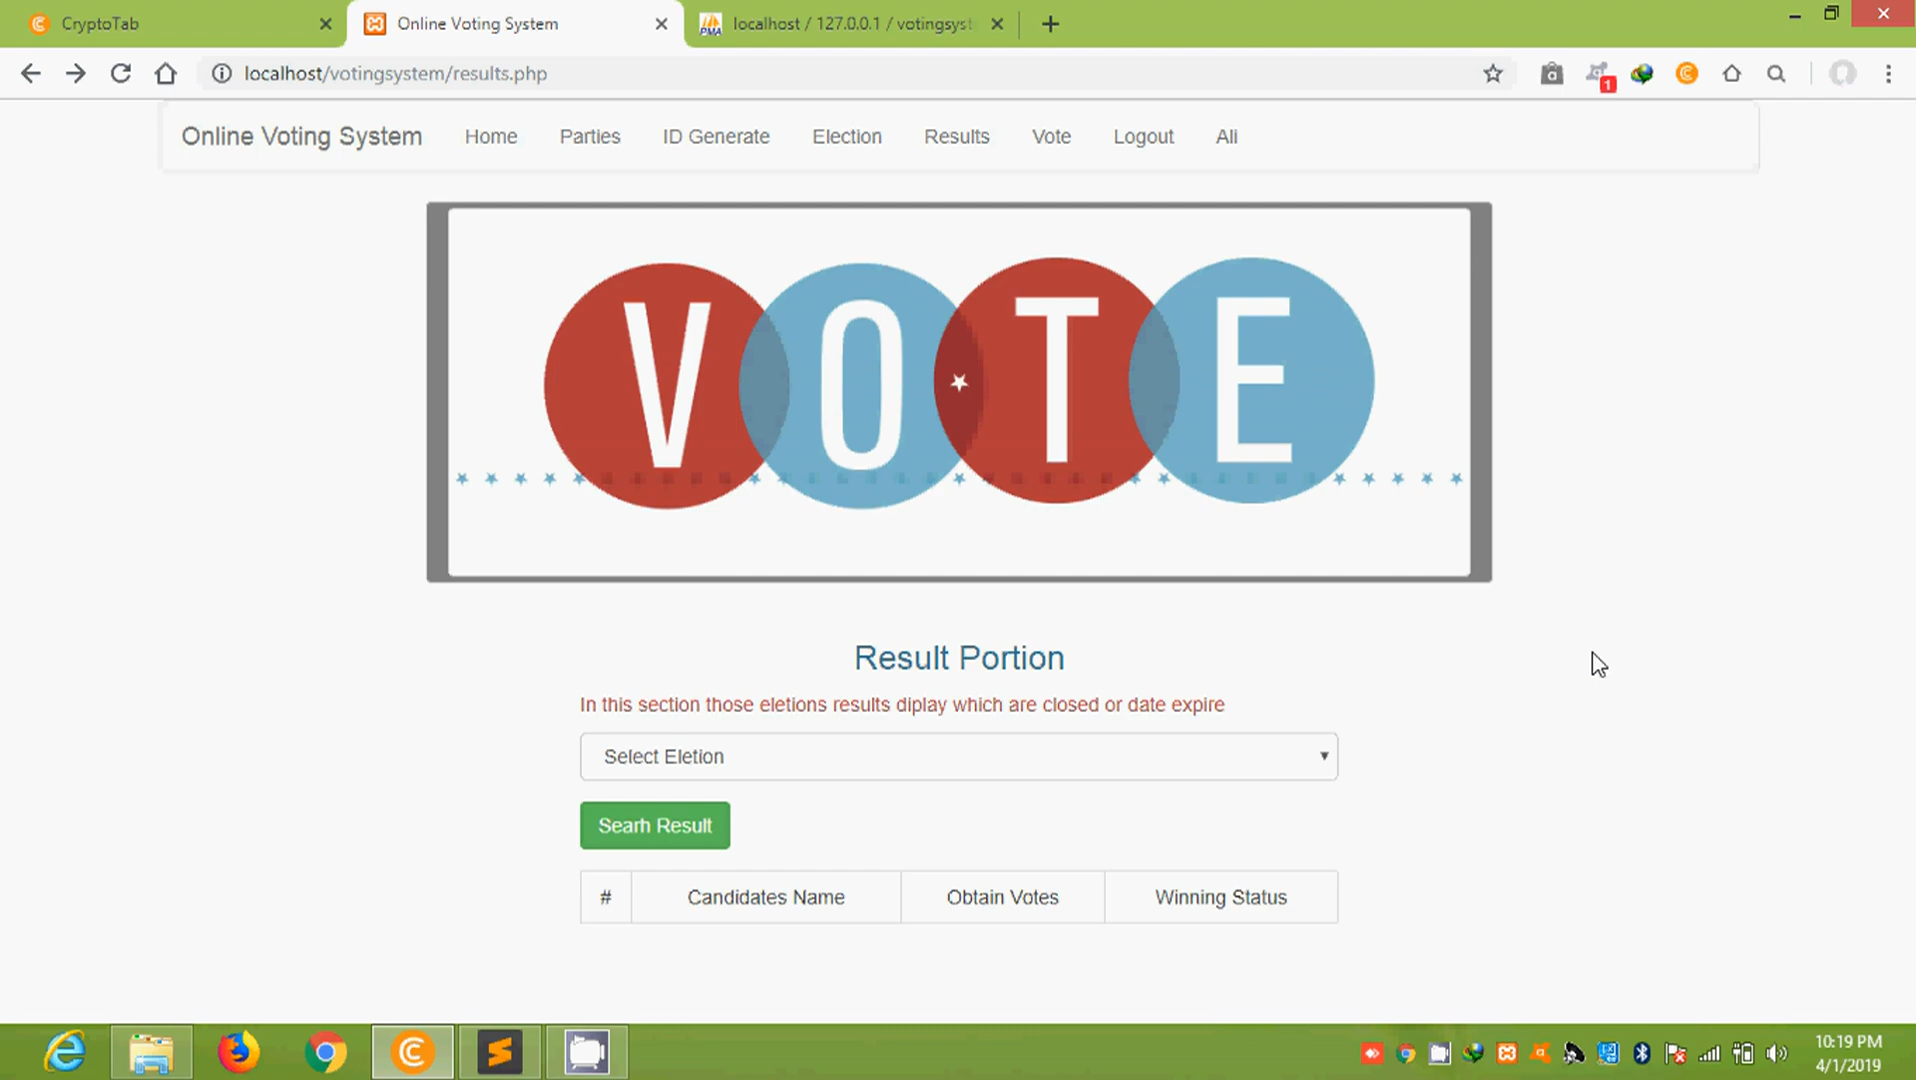 CryptoTab
Online Voting System
localhost / 127.0.0.1 / votingsyst
localhost/votingsystem/results.php
1
Online Voting System Home Parties ID Generate Election Results Vote Logout Ali
VOTE
Result Portion
In this section those eletions results diplay which are closed or date expire
Select Eletion
Searh Result
# Candidates Name Obtain Votes Winning Status
10:19 PM
4/1/2019